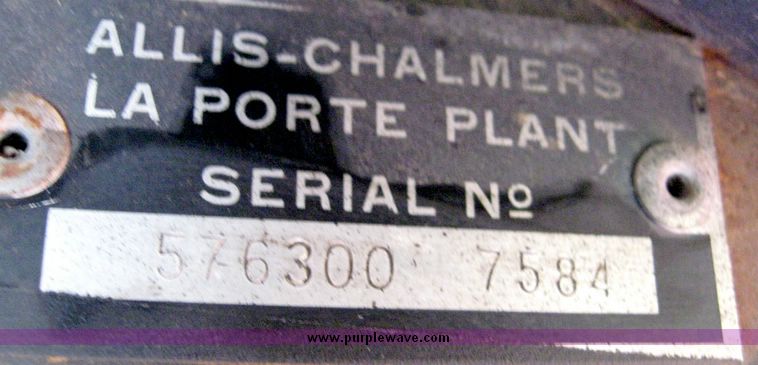 ALLIS-CHALMERS
LA PORTE PLANT
SERIAL Nº
576300 7584
www.purplewave.com